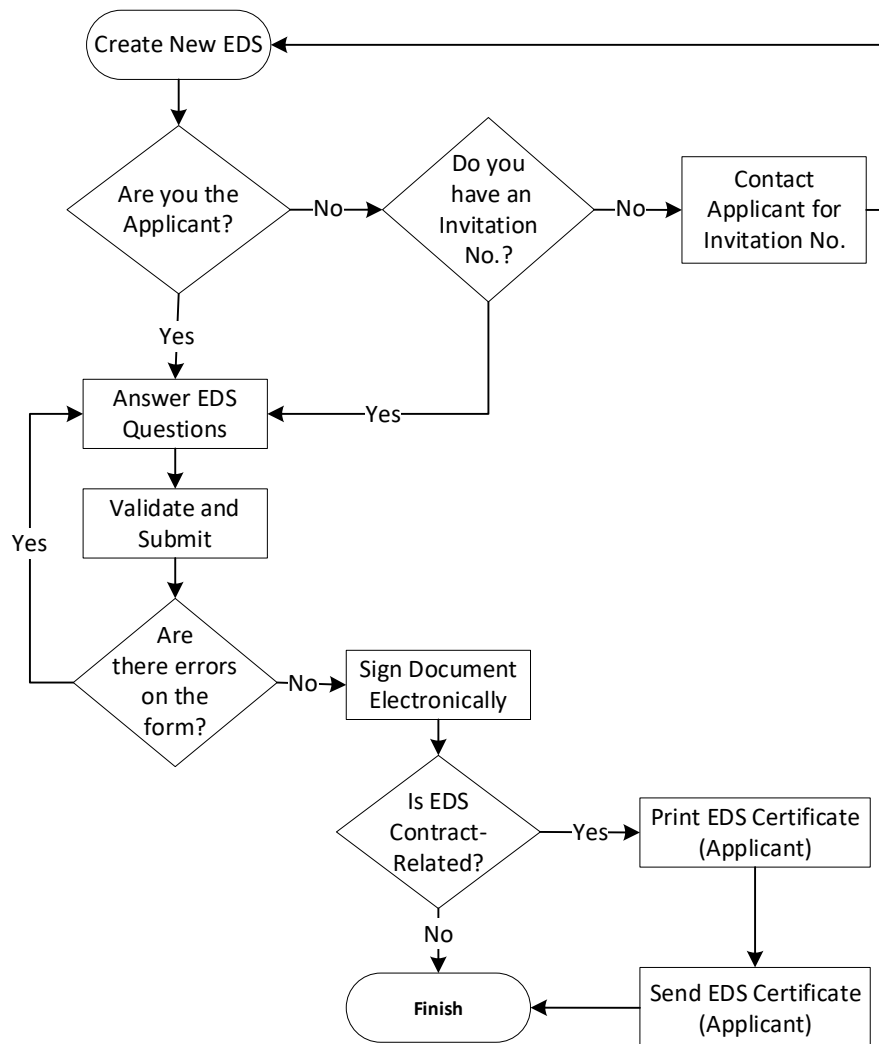 Create New EDS
Are you the
Applicant?
No
Do you
have an
Invitation
No.?
No
Contact
Applicant for
Invitation No.
Yes
Answer EDS
Questions
Yes
Validate and
Submit
Yes
Are
there errors
on the
form?
No
Sign Document
Electronically
Is EDS
Contract-
Related?
Yes
Print EDS Certificate
(Applicant)
No
Finish
Send EDS Certificate
(Applicant)